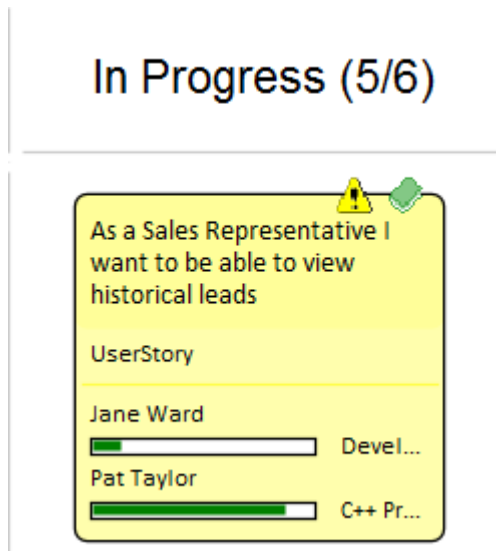 In Progress (5/6)
As a Sales Representative I
want to be able to view
historical leads
UserStory
Jane Ward
Devel...
Pat Taylor
C++ Pr...